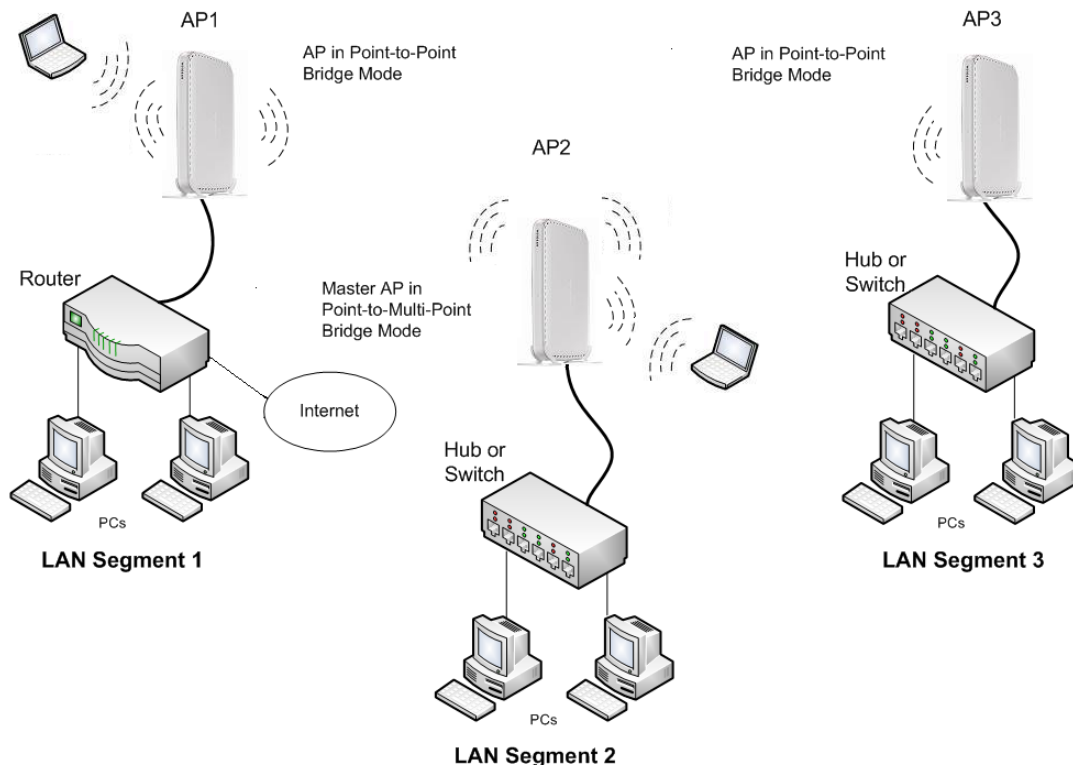 AP1
AP in Point-to-Point
Bridge Mode
AP in Point-to-Point
Bridge Mode
AP3
AP2
Router
Master AP in
Point-to-Multi-Point
Bridge Mode
Hub or
Switch
Internet
Hub or
Switch
PCs
LAN Segment 1
PCs
LAN Segment 3
PCs
LAN Segment 2